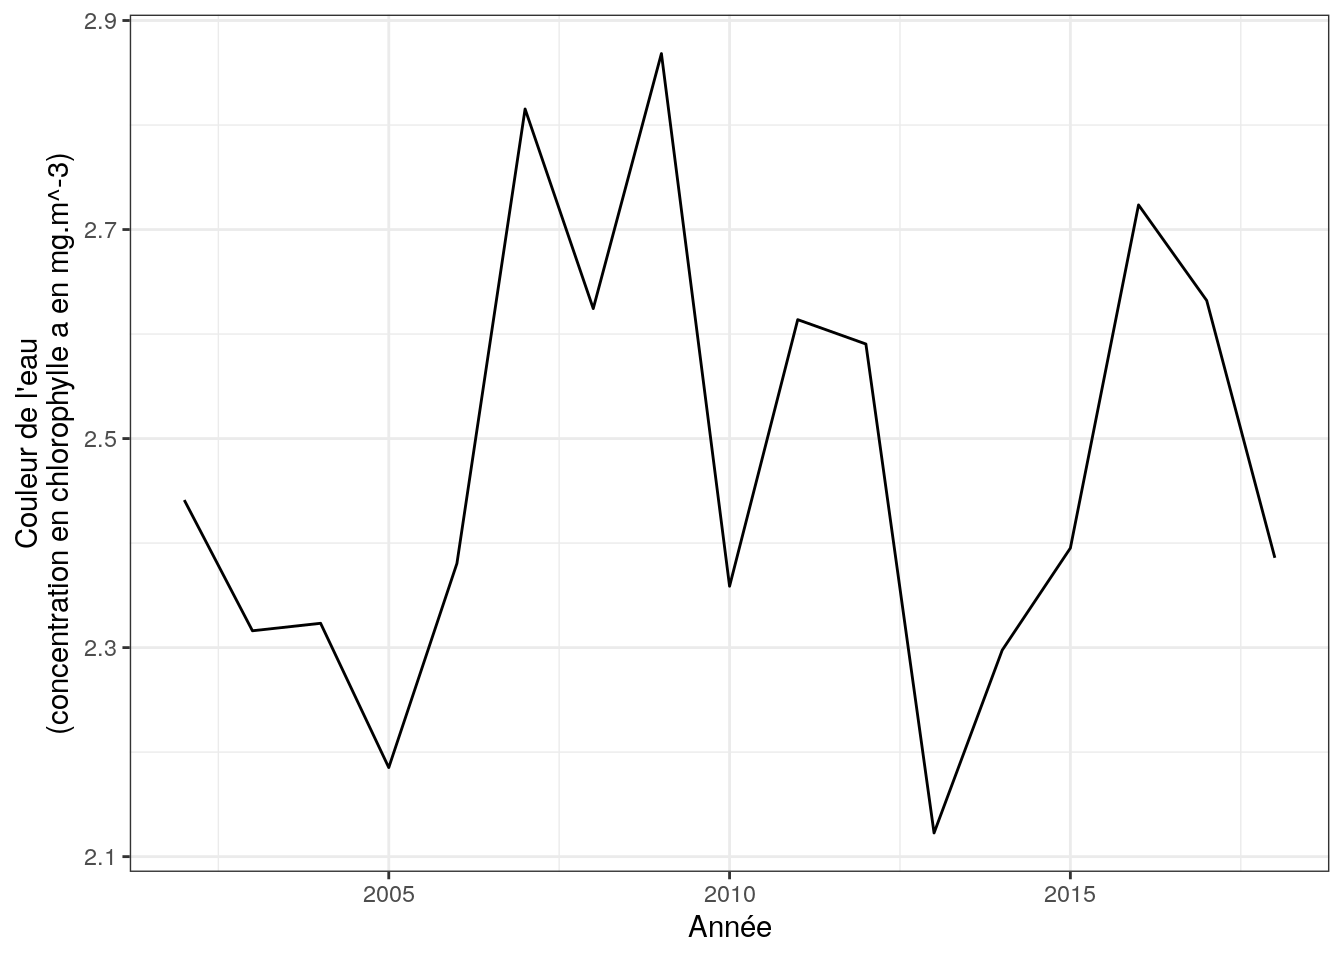 Couleur de l'eau
(concentration en chlorophylle a en mg.m^-3)
2.9
2.7
2.5
2.3
2.1
2005
2010
2015
Année